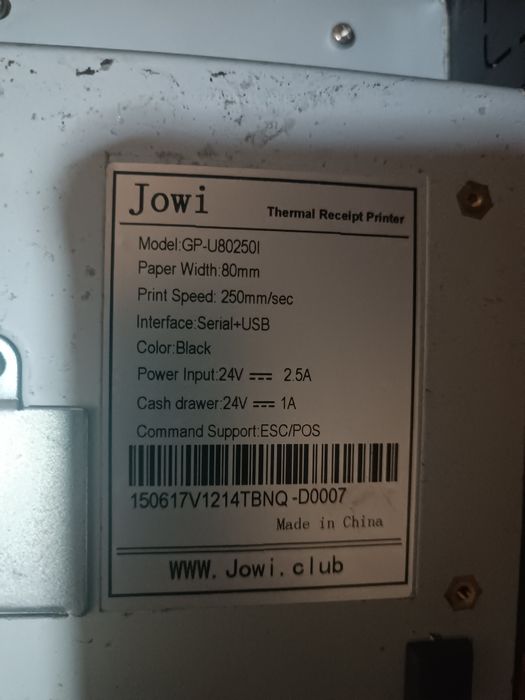 Jowi
Thermal Receipt Printer
Model:GP-U80250I
Paper Width:80mm
Print Speed: 250mm/sec
Interface:Serial+USB
Color:Black
Power Input:24V ⎓ 2.5A
Cash drawer:24V ⎓ 1A
Command Support:ESC/POS
150617V1214TBNQ-D0007
Made in China
WWW.Jowi.club